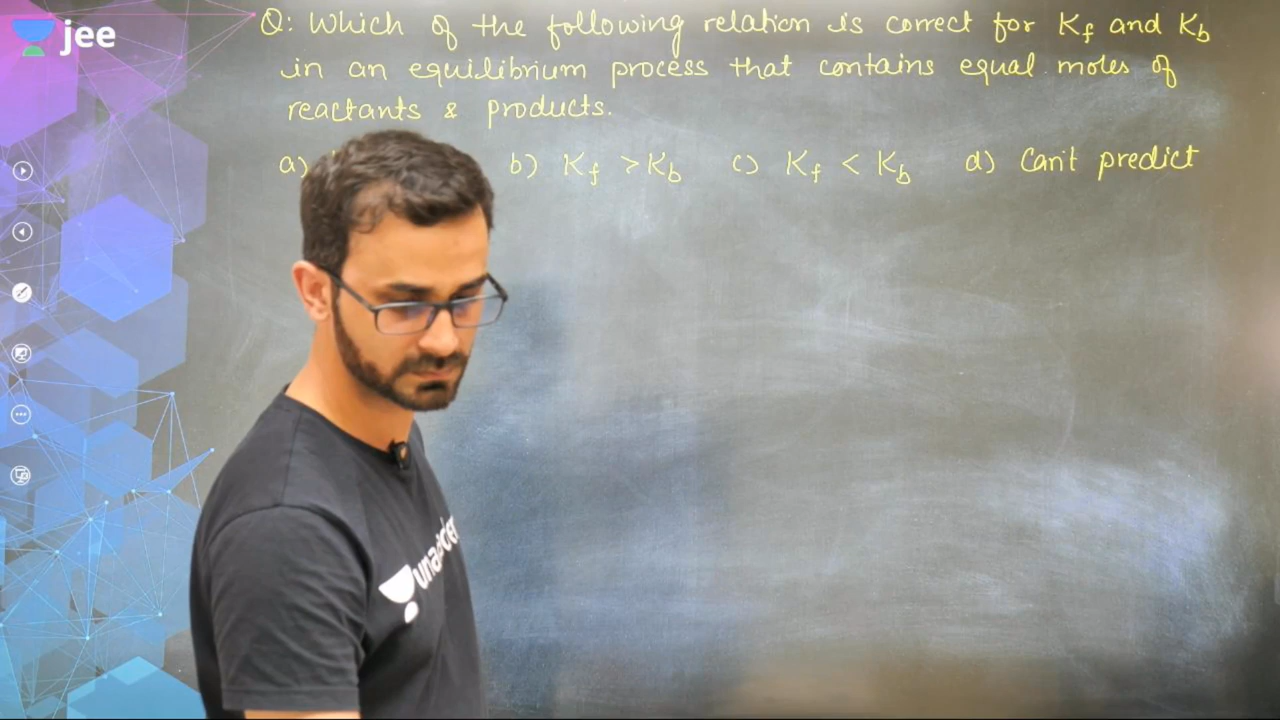 jee
Q: Which of the following relation is correct for Kf and Kb
in an equilibrium process that contains equal moles of
reactants & products.
a) b) Kf > Kb c) Kf < Kb d) Can't predict